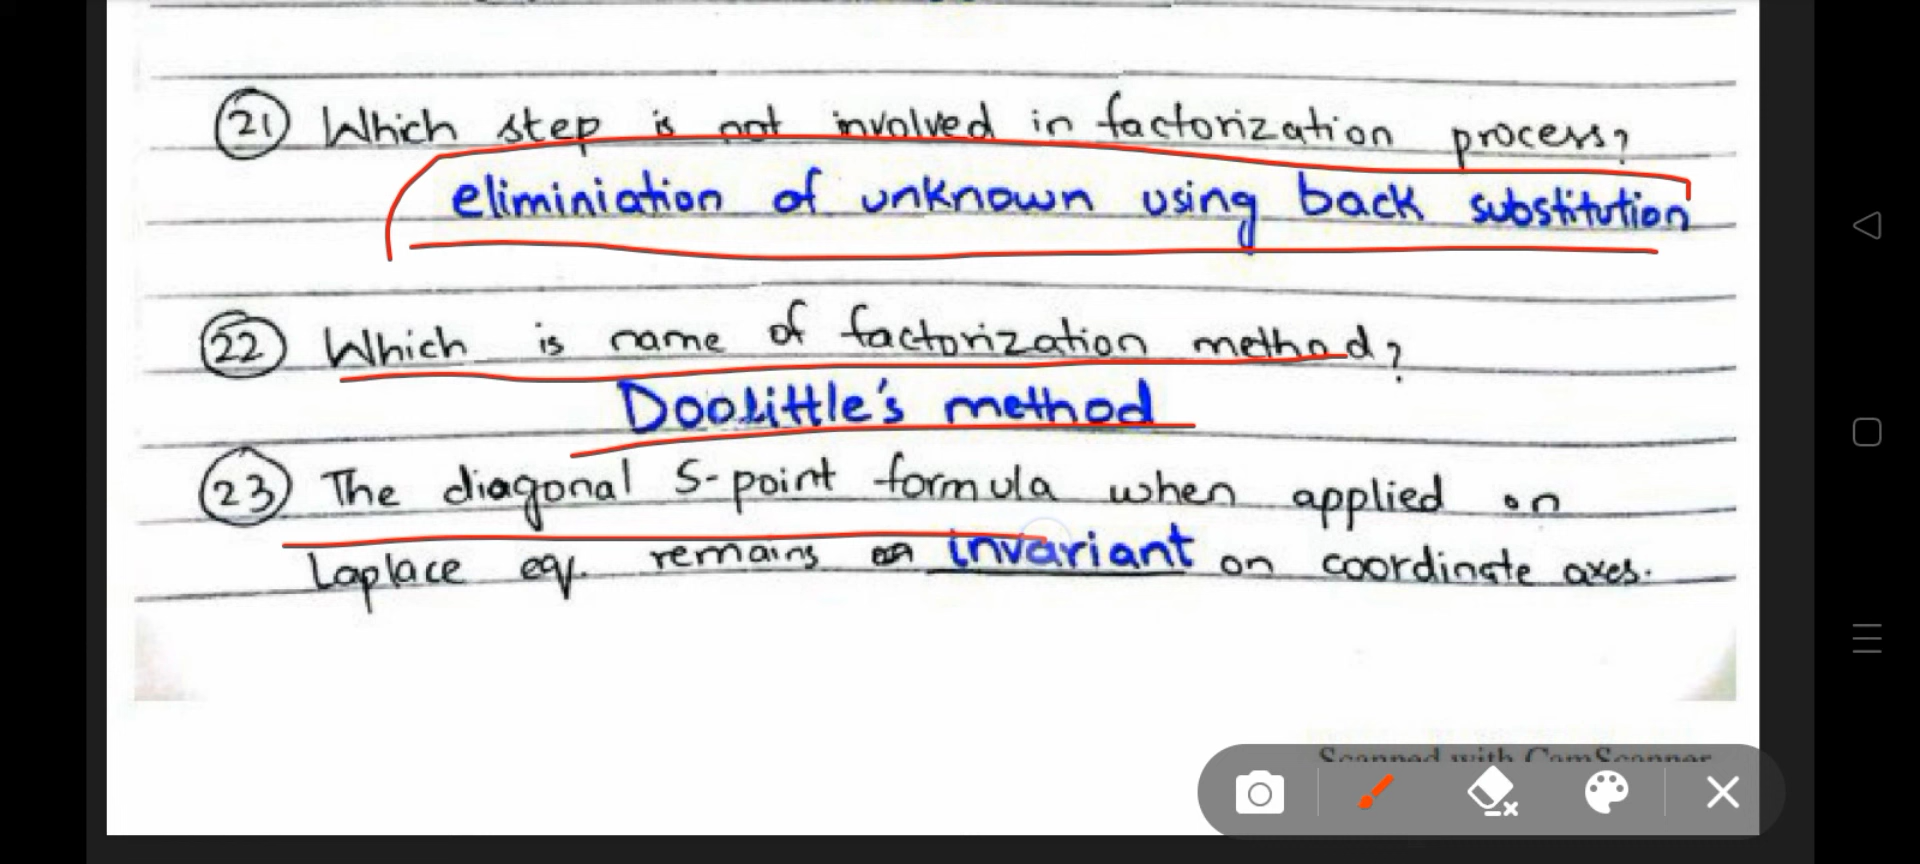 21 Which step is not involved in factorization process?
eliminiation of unknown using back substitution
22 Which is name of factorization method?
Doolittle's method
23 The diagonal 5-point formula when applied on
Laplace eq. remains invariant on coordinate axes.
Scanned with CamScanner